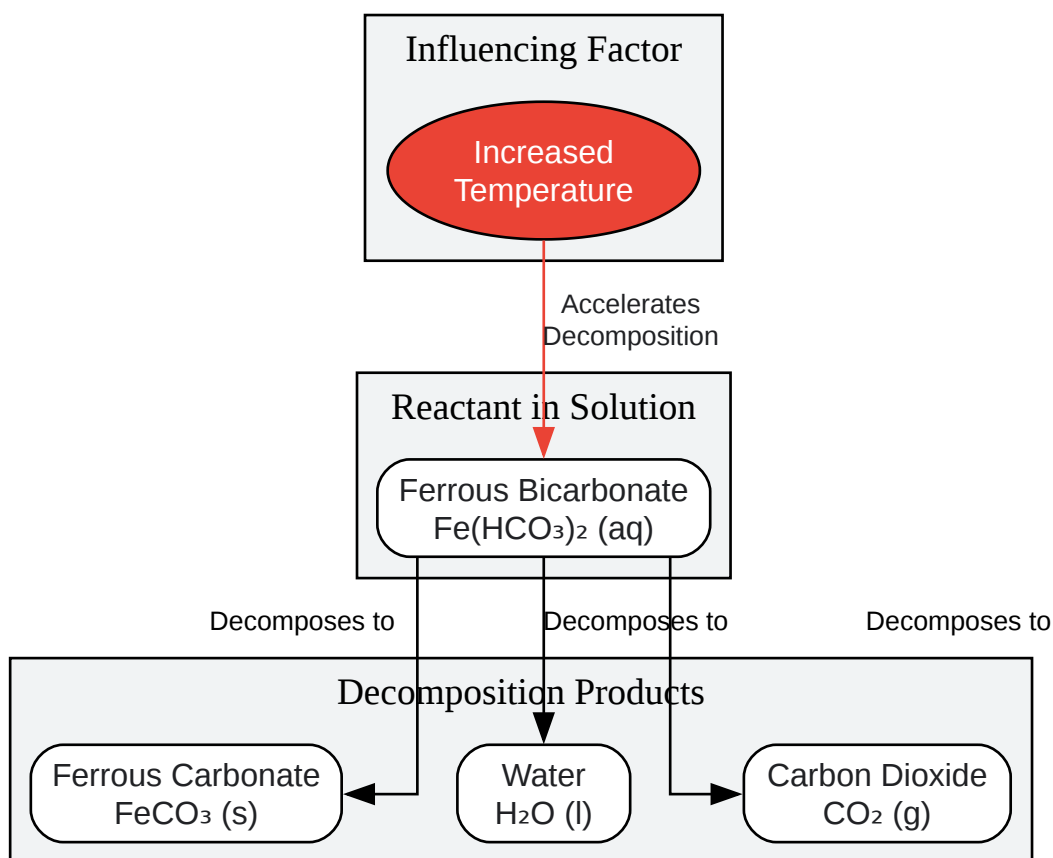 Influencing Factor
Increased
Temperature
Accelerates
Decomposition
Reactant in Solution
Ferrous Bicarbonate
Fe(HCO₃)₂ (aq)
Decomposes to
Decomposes to
Decomposes to
Decomposition Products
Ferrous Carbonate
FeCO₃ (s)
Water
H₂O (l)
Carbon Dioxide
CO₂ (g)